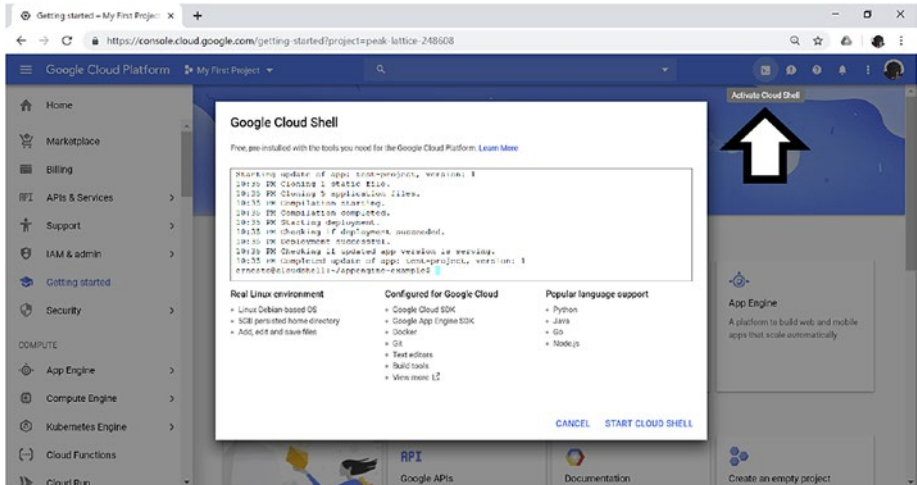 Getting started – My First Project
https://console.cloud.google.com/getting-started?project=peak-lattice-248608
Google Cloud Platform
My First Project
Activate Cloud Shell
Home
Marketplace
Billing
API APIs & Services
Support
IAM & admin
Getting started
Security
COMPUTE
App Engine
Compute Engine
Kubernetes Engine
Cloud Functions
Cloud Run
Google Cloud Shell
Free, pre-installed with the tools you need for the Google Cloud Platform. Learn More
Starting update of app: test-project, version: 1
10:35 PM Cloning 1 static file.
10:35 PM Cloning 5 application files.
10:35 PM Compilation starting.
10:35 PM Compilation completed.
10:35 PM Starting deployment.
10:35 PM Checking if deployment succeeded.
10:35 PM Deployment successful.
10:35 PM Checking if updated app version is serving.
10:35 PM Completed update of app: test-project, version: 1
ernesto@cloudshell:~/appengine-example$
Real Linux environment
Linux Debian-based OS
5GB persisted home directory
Add, edit and save files
Configured for Google Cloud
Google Cloud SDK
Google App Engine SDK
Docker
Git
Text editors
Build tools
View more
Popular language support
Python
Java
Go
Node.js
CANCEL START CLOUD SHELL
App Engine
A platform to build web and mobile
apps that scale automatically
API
Google APIs
Documentation
Create an empty project